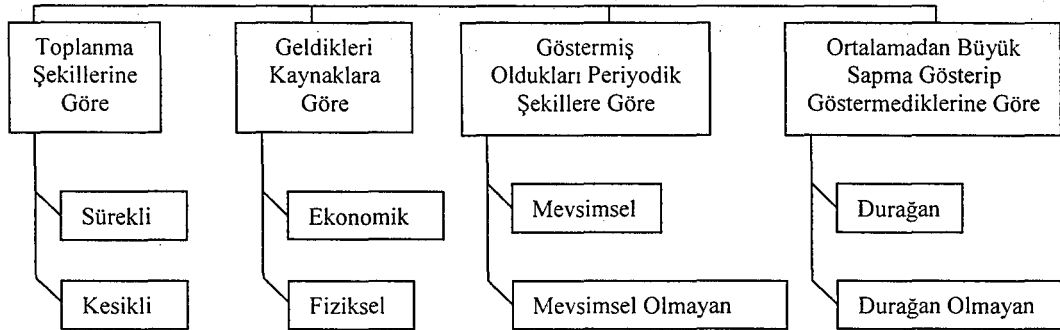 Toplanma
Şekillerine
Göre
Geldikleri
Kaynaklara
Göre
Göstermiş
Oldukları Periyodik
Şekillere Göre
Ortalamadan Büyük
Sapma Gösterip
Göstermediklerine Göre
Sürekli
Ekonomik
Mevsimsel
Durağan
Kesikli
Fiziksel
Mevsimsel Olmayan
Durağan Olmayan